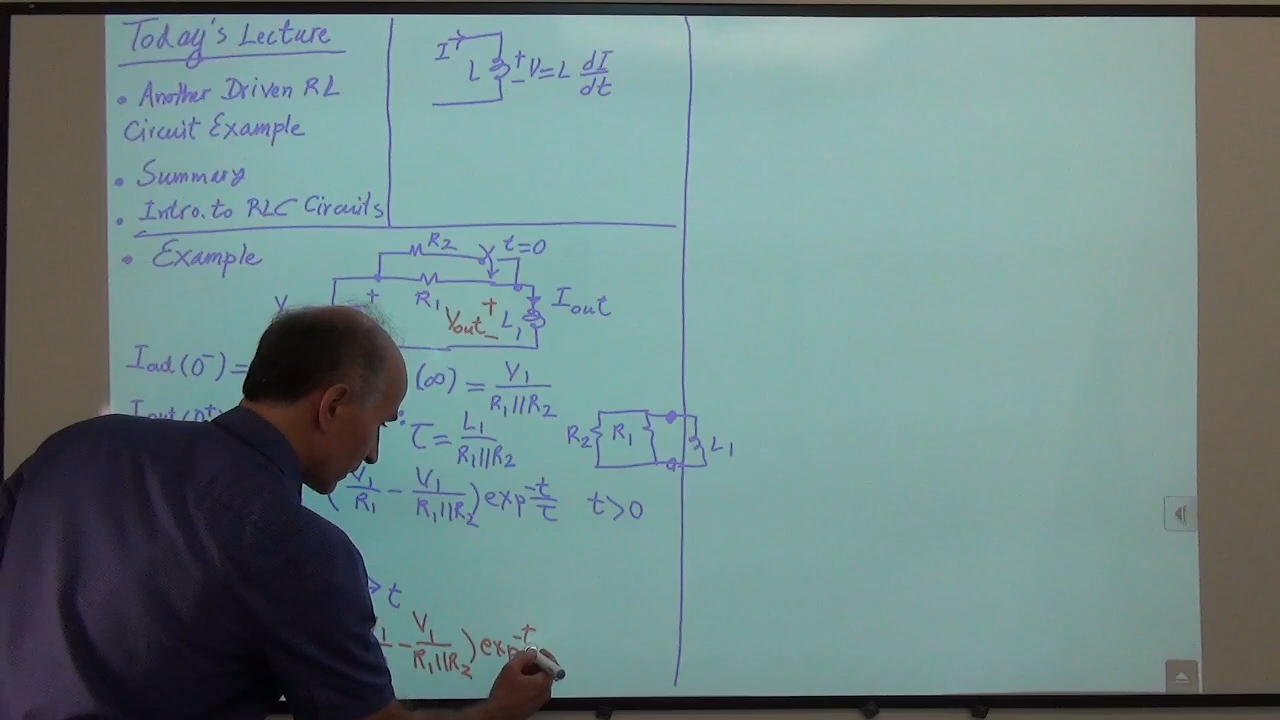 Today's Lecture
• Another Driven RL
Circuit Example
• Summary
• Intro. to RLC Circuits
I
L
+
-
V=L dI/dt
• Example
R2
t=0
R1
+
Vout
+
-
L1
Iout
Iout(0⁻) =
(∞) = V1/R1||R2
Iout(0⁺)
τ = L1/R1||R2
R2
R1
L1
(V1/R1 - V1/R1||R2) exp -t/τ t>0
t
- V1/R1||R2) exp -t